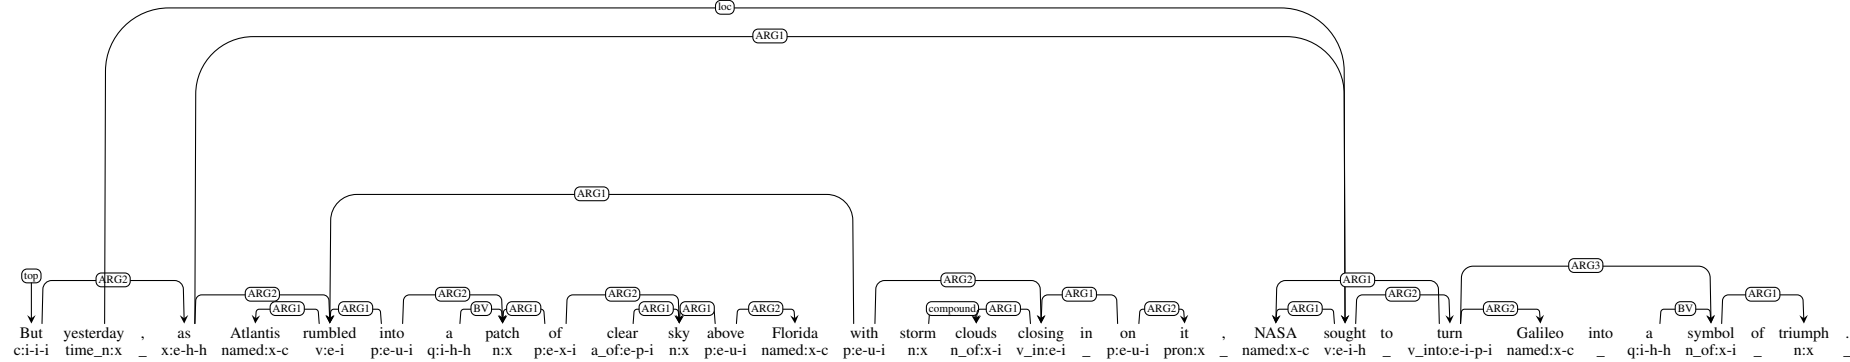 loc
ARG1
ARG1
top ARG2 ARG1 ARG3
ARG2 ARG2 ARG2 ARG2 ARG1 ARG2 ARG1
ARG1 ARG1 BV ARG1 ARG1 ARG1 ARG2 compound ARG1 ARG2 ARG1 ARG2 BV
But yesterday , as Atlantis rumbled into a patch of clear sky above Florida with storm clouds closing in on it , NASA sought to turn Galileo into a symbol of triumph .
c:i-i-i time_n:x _ x:e-h-h named:x-c v:e-i p:e-u-i q:i-h-h n:x p:e-x-i a_of:e-p-i n:x p:e-u-i named:x-c p:e-u-i n:x n_of:x-i v_in:e-i _ p:e-u-i pron:x _ named:x-c v:e-i-h _ v_into:e-i-p-i named:x-c _ q:i-h-h n_of:x-i _ n:x _